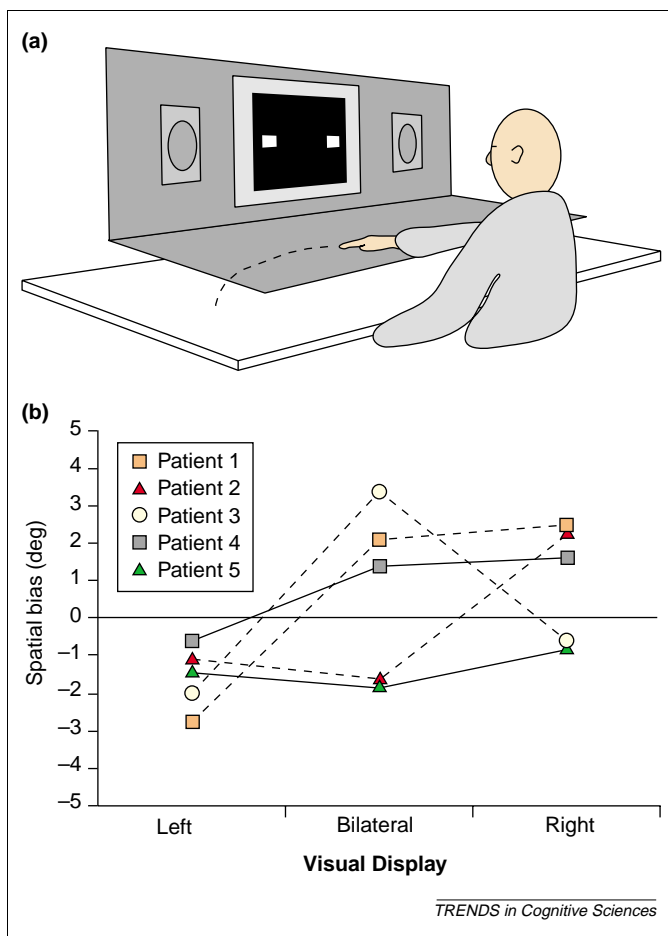 (a)
(b)
5
4
3
2
1
0
–1
–2
–3
–4
–5
Spatial bias (deg)
Patient 1
Patient 2
Patient 3
Patient 4
Patient 5
Left Bilateral Right
Visual Display
TRENDS in Cognitive Sciences